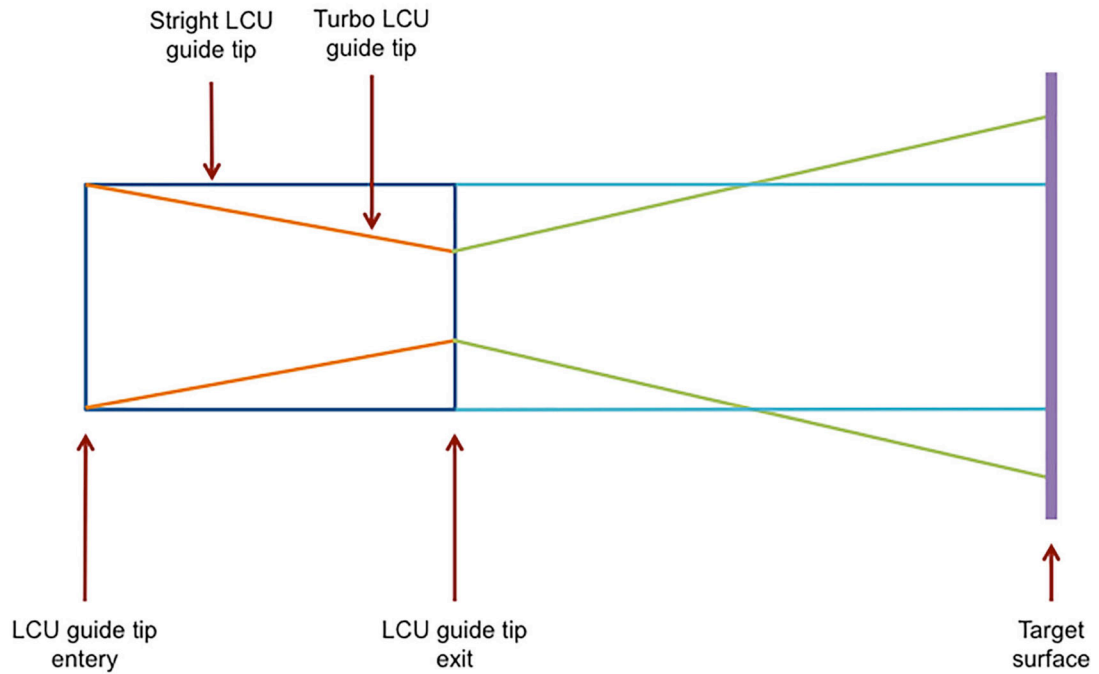 Stright LCU
guide tip
Turbo LCU
guide tip
LCU guide tip
entery
LCU guide tip
exit
Target
surface